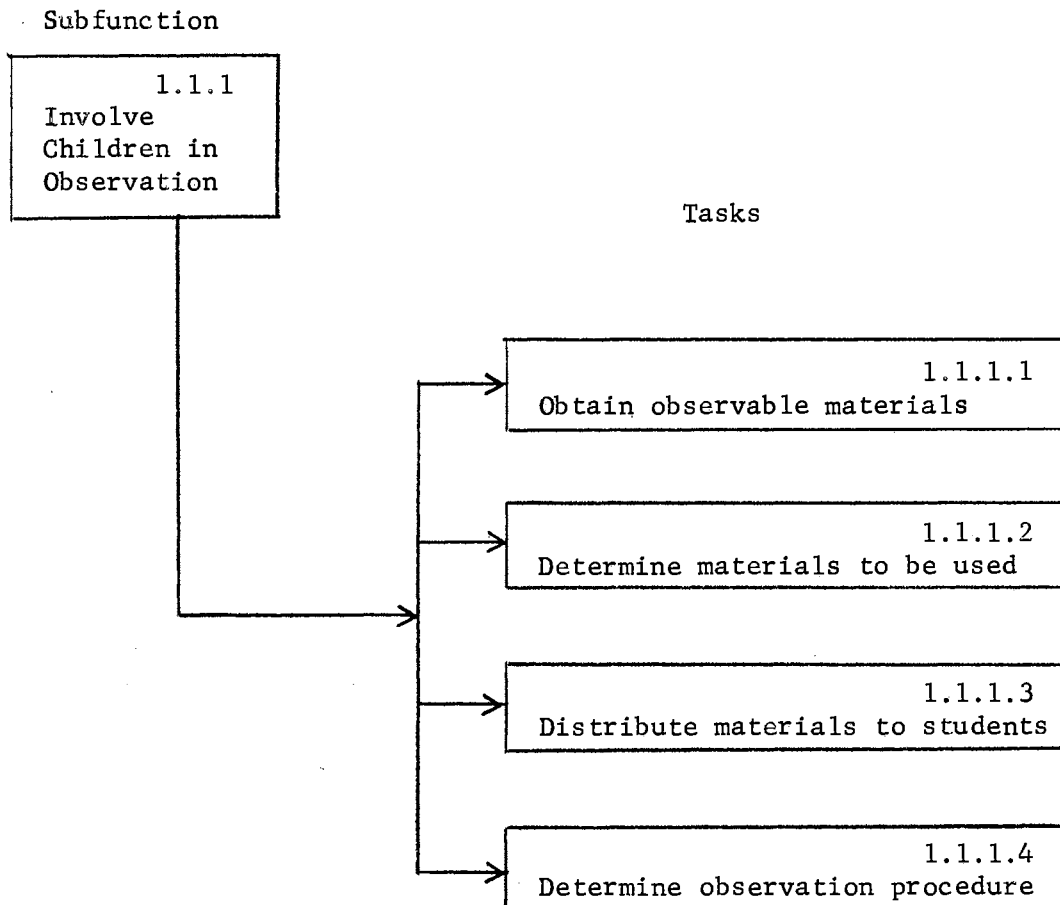 Subfunction
1.1.1
Involve
Children in
Observation
Tasks
1.1.1.1
Obtain observable materials
1.1.1.2
Determine materials to be used
1.1.1.3
Distribute materials to students
1.1.1.4
Determine observation procedure